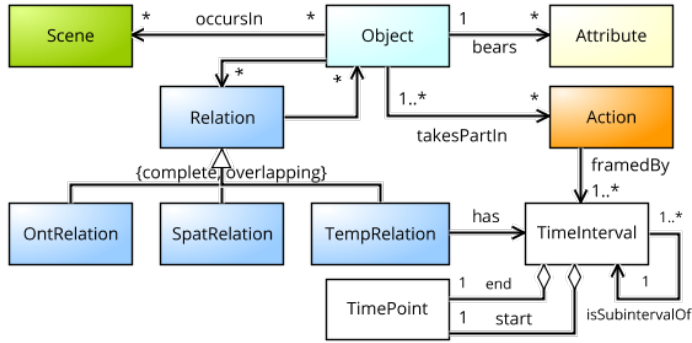 * occursIn * 1 *
Scene Object Attribute
bears
* *
1..* *
Relation Action
takesPartIn
{complete, overlapping} framedBy
1..*
has 1..*
OntRelation SpatRelation TempRelation TimeInterval
1 end 1
TimePoint isSubintervalOf
1 start